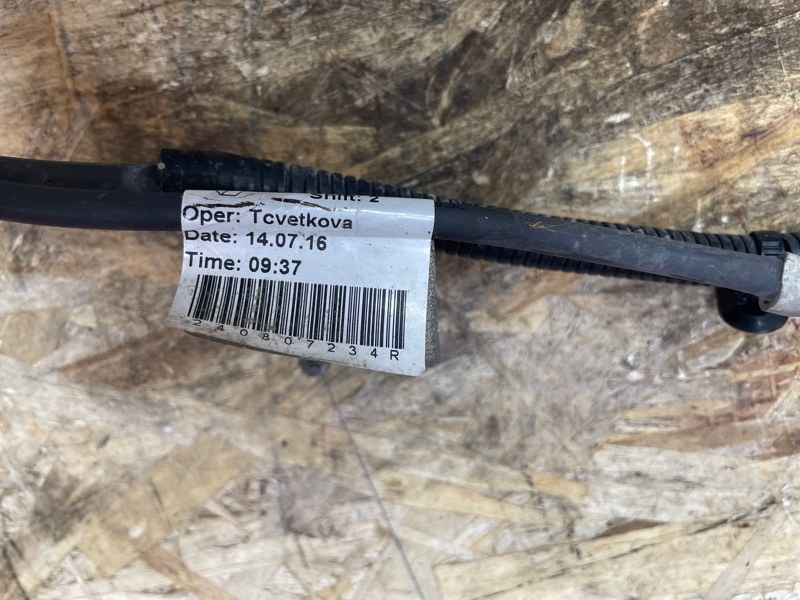 Shift: 2
Oper: Tcvetkova
Date: 14.07.16
Time: 09:37
240807234R